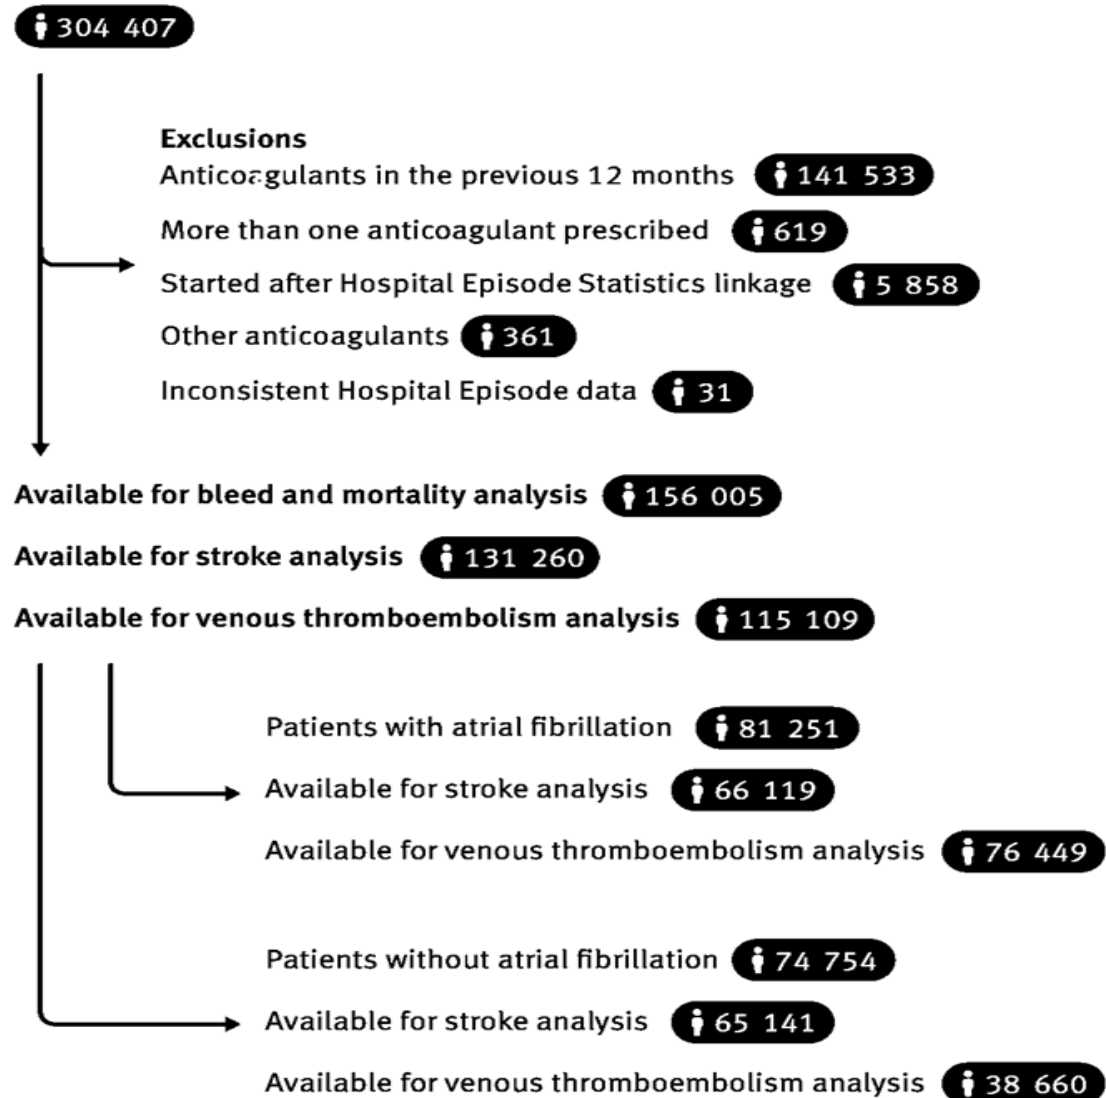 304 407
Exclusions
Anticoagulants in the previous 12 months 141 533
More than one anticoagulant prescribed 619
Started after Hospital Episode Statistics linkage 5 858
Other anticoagulants 361
Inconsistent Hospital Episode data 31
Available for bleed and mortality analysis 156 005
Available for stroke analysis 131 260
Available for venous thromboembolism analysis 115 109
Patients with atrial fibrillation 81 251
Available for stroke analysis 66 119
Available for venous thromboembolism analysis 76 449
Patients without atrial fibrillation 74 754
Available for stroke analysis 65 141
Available for venous thromboembolism analysis 38 660